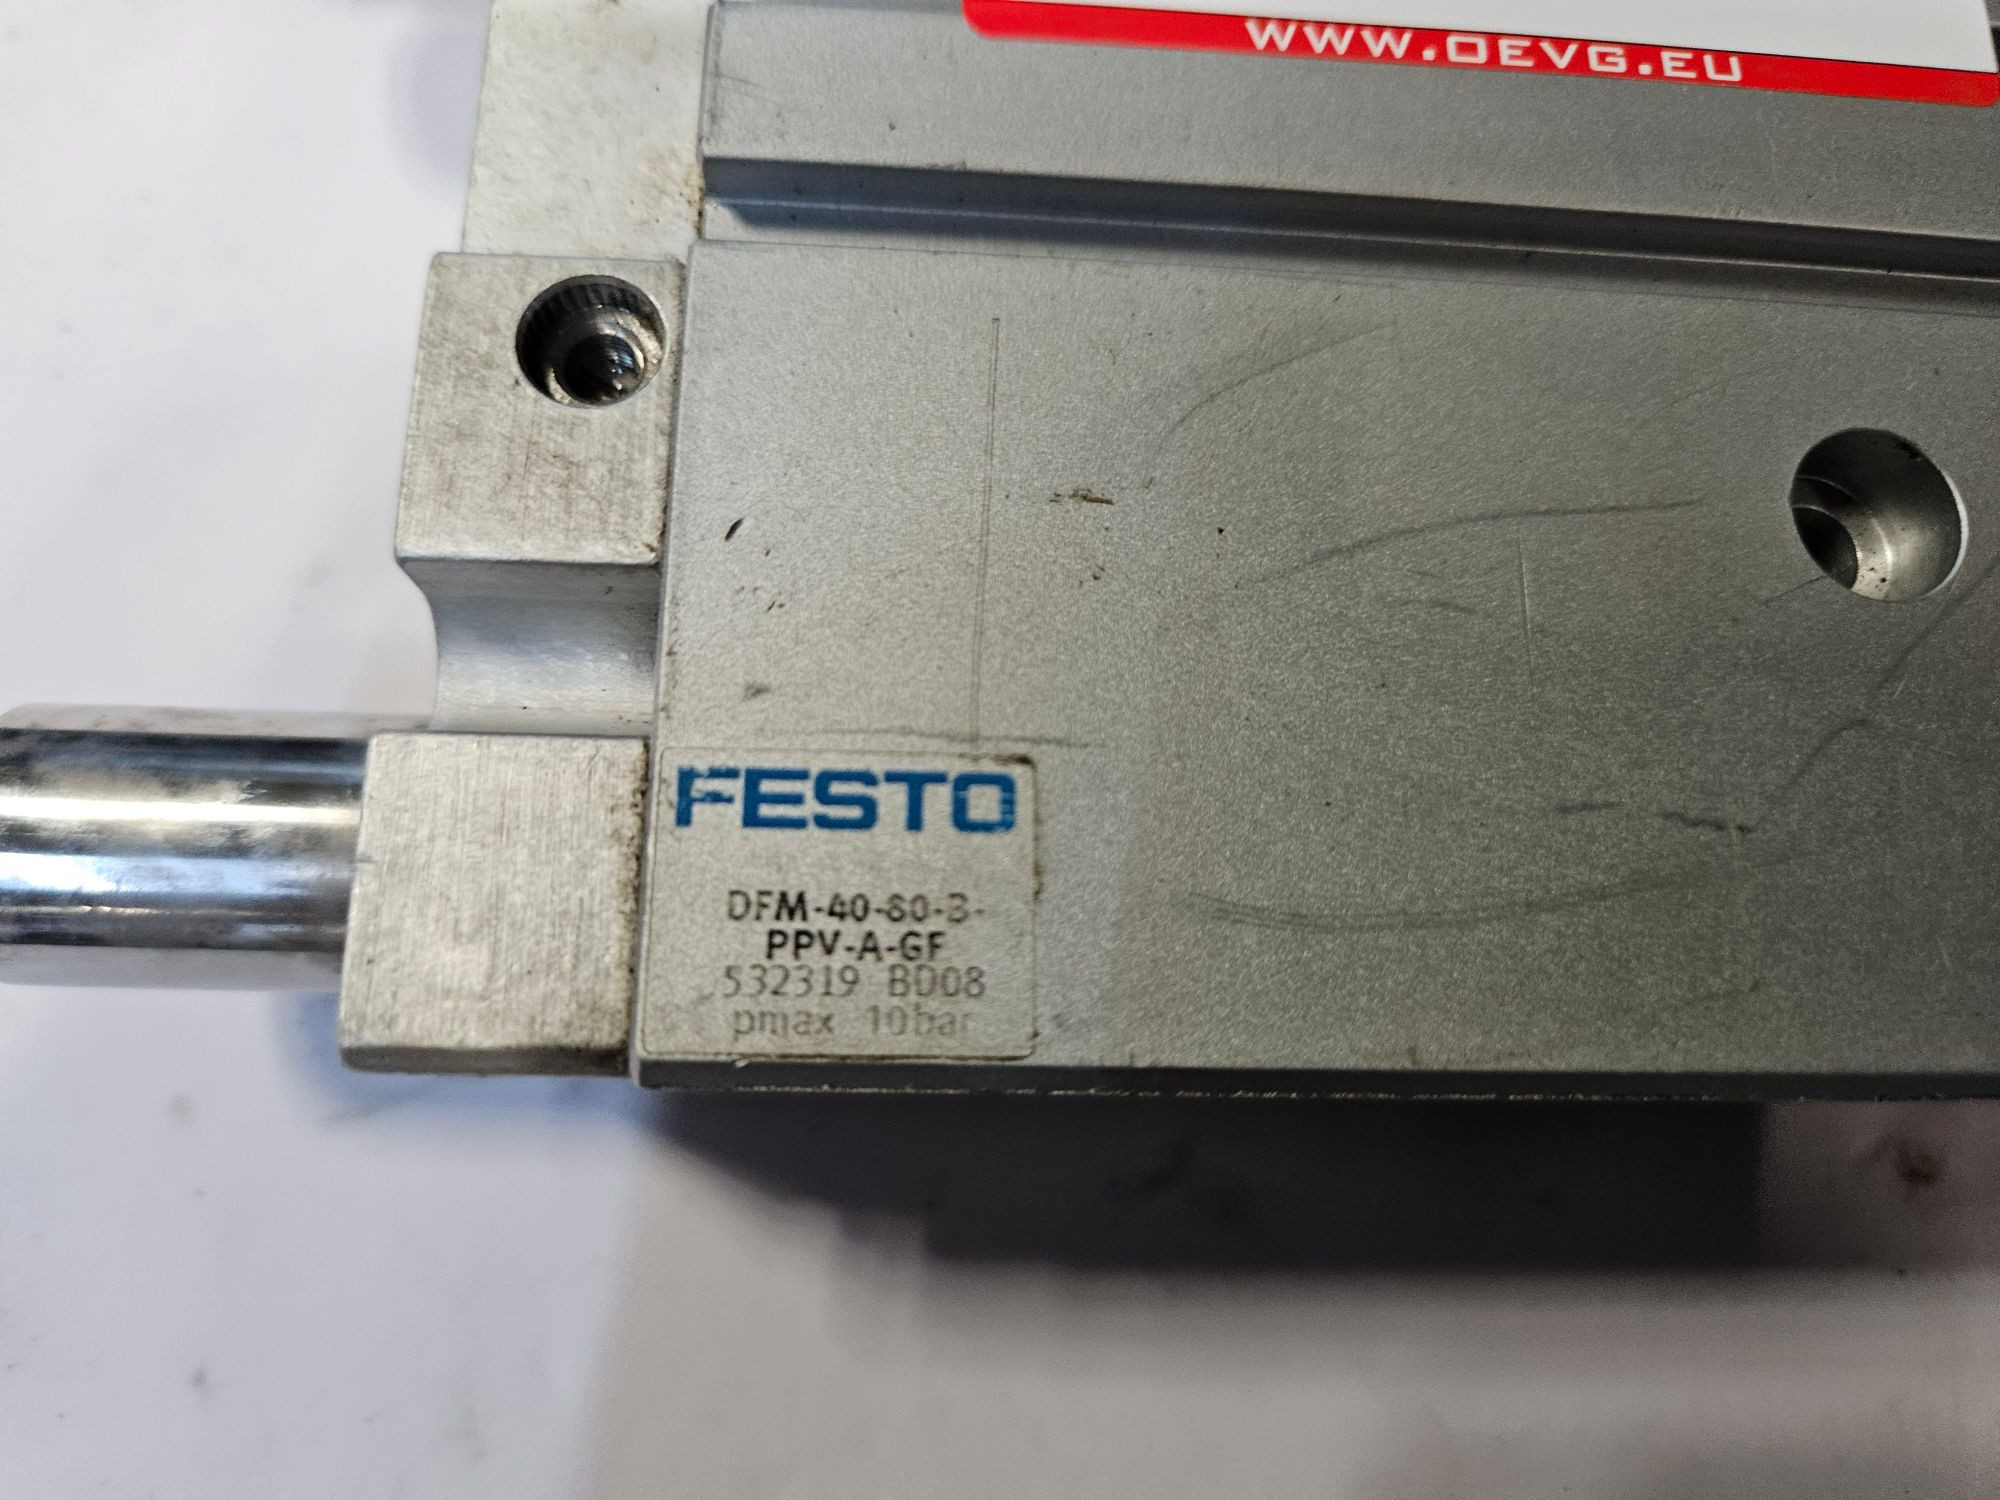 WWW.OEVG.EU
FESTO
DFM-40-80-B-
PPV-A-GF
532319 BD08
pmax 10bar